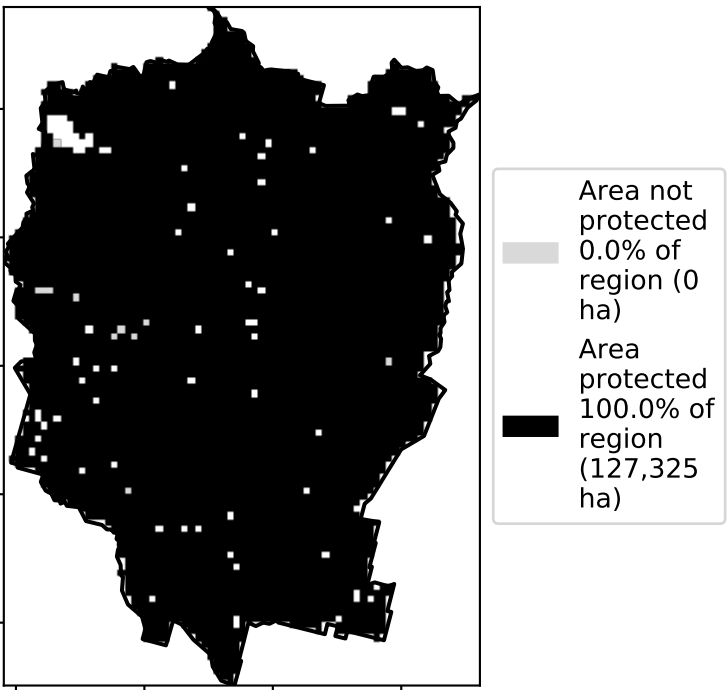 Area not
protected
0.0% of
region (0
ha)
Area
protected
100.0% of
region
(127,325
ha)